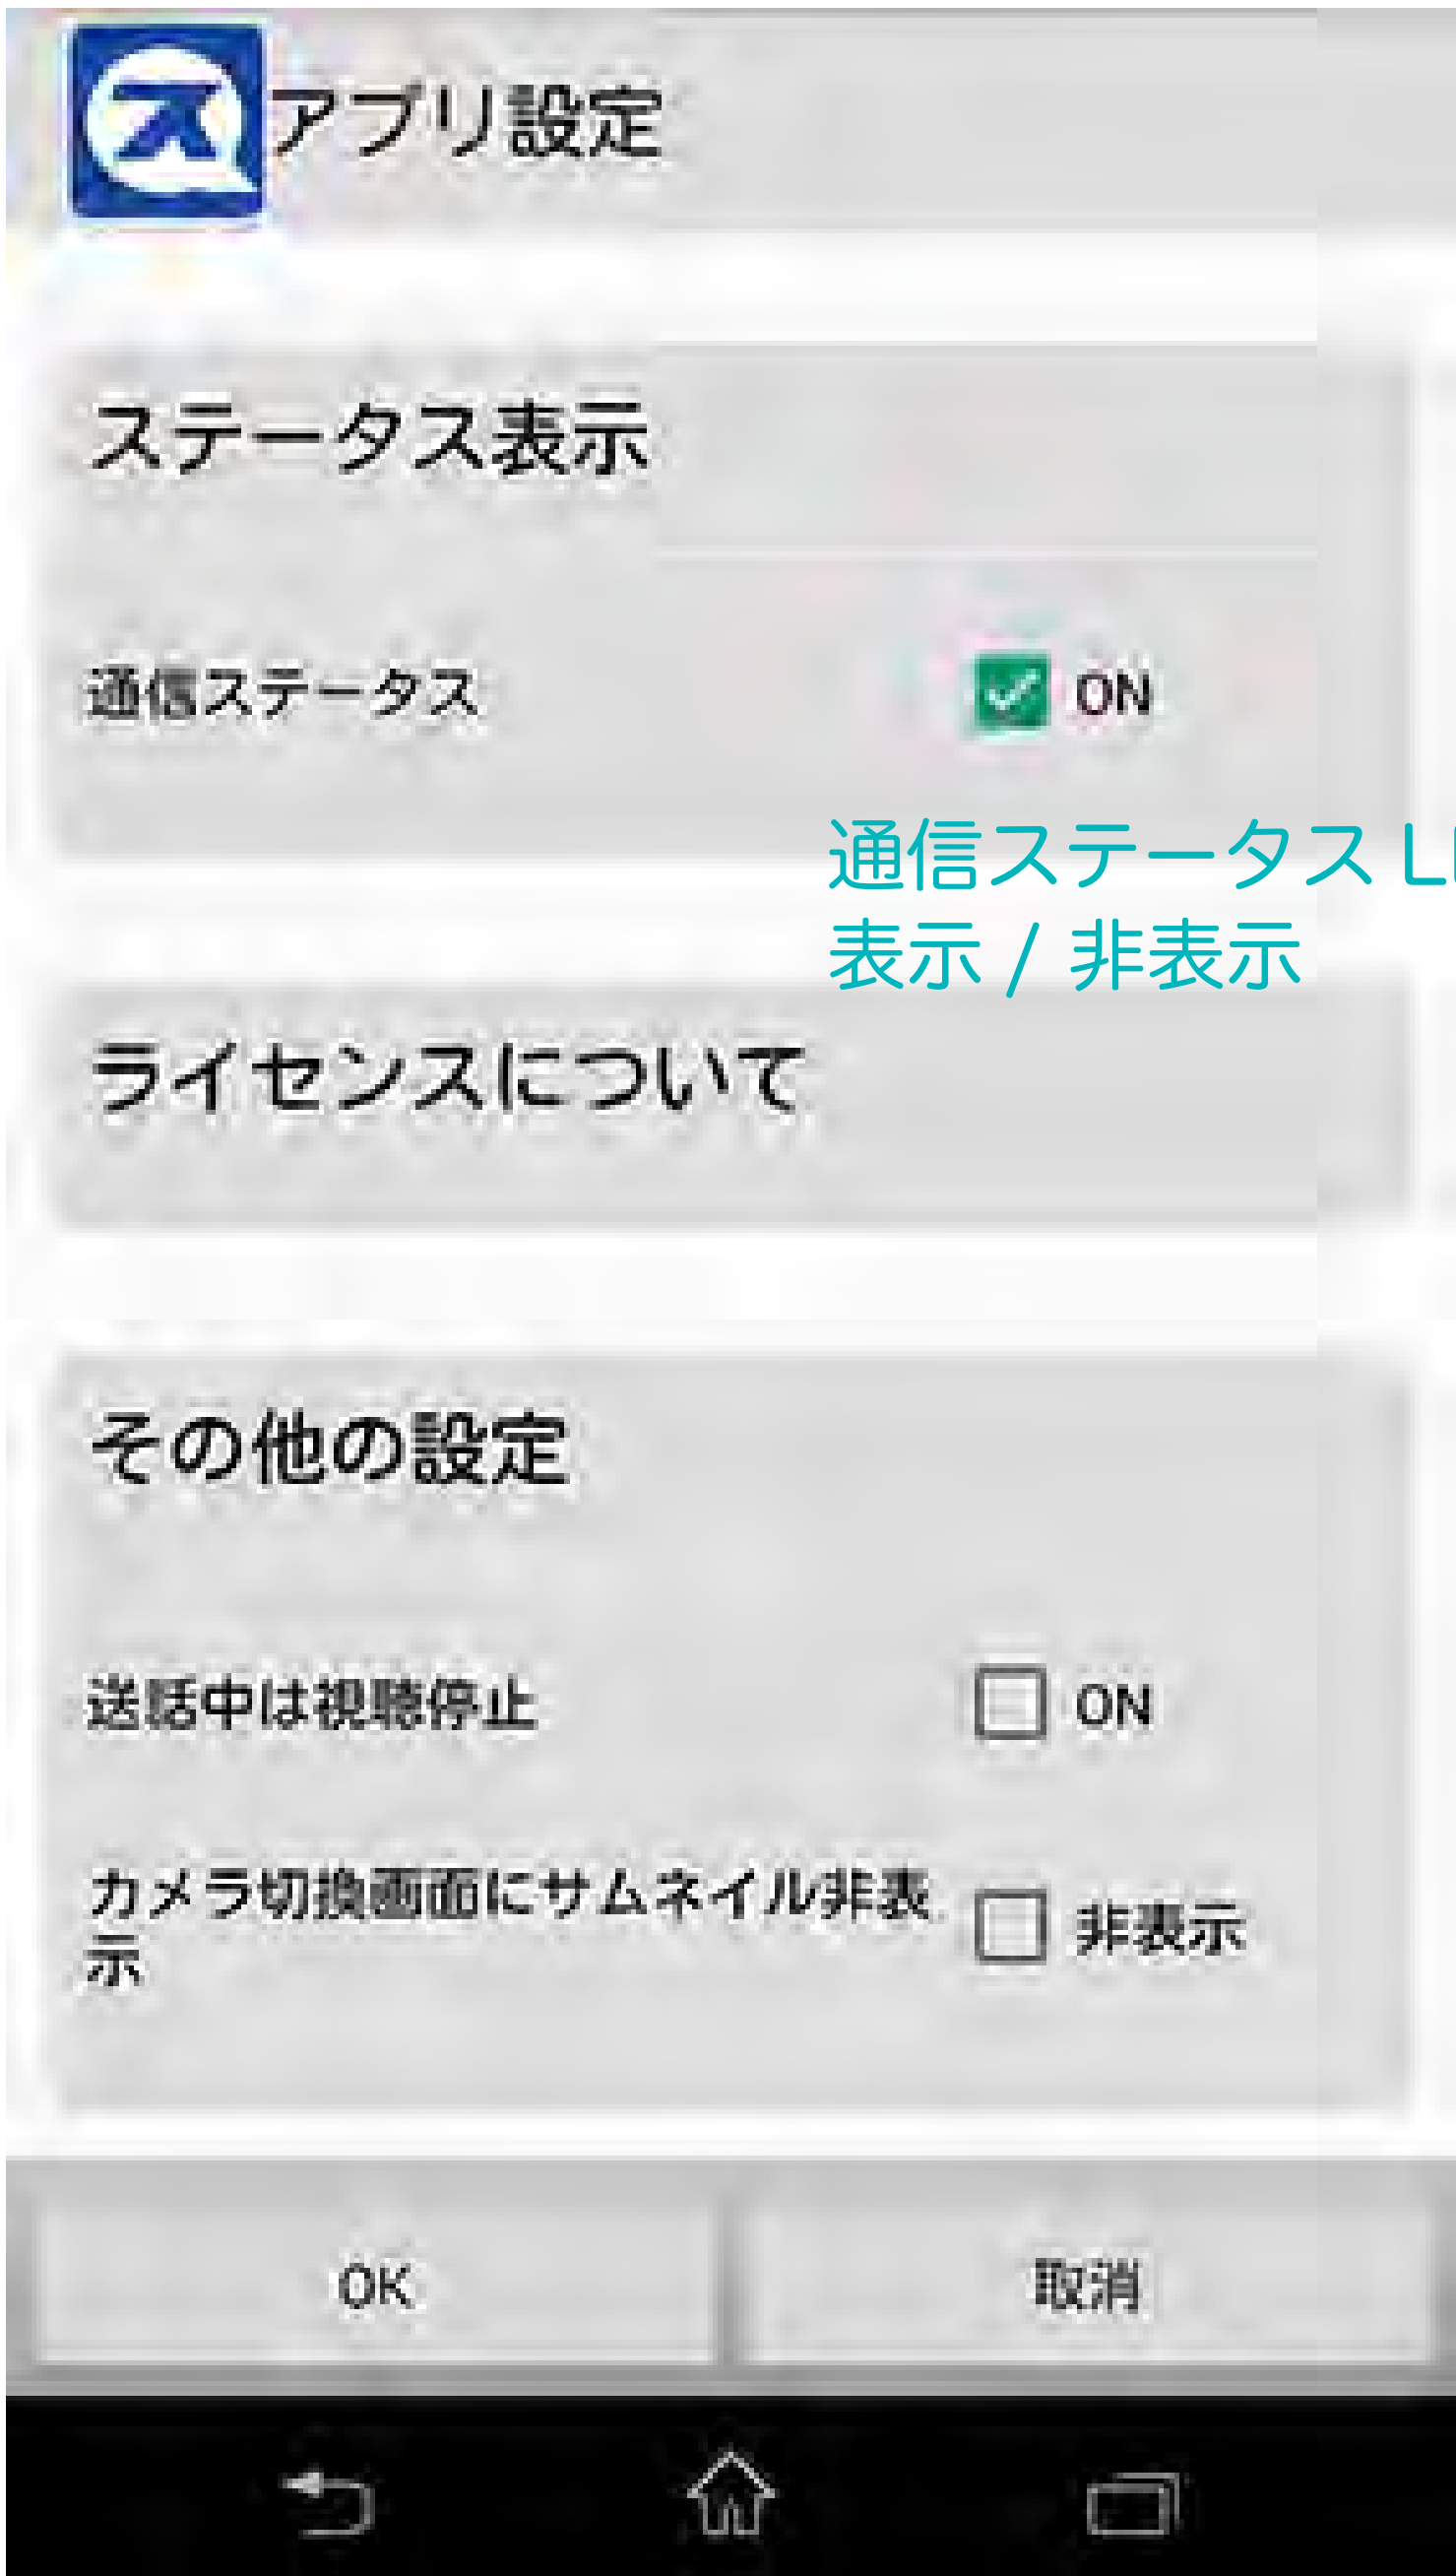 ス アプリ設定
ステータス表示
通信ステータス ON
通信ステータス
表示 / 非表示
ライセンスについて
その他の設定
送話中は視聴停止 ON
カメラ切換画面にサムネイル非表
示 非表示
OK 取消